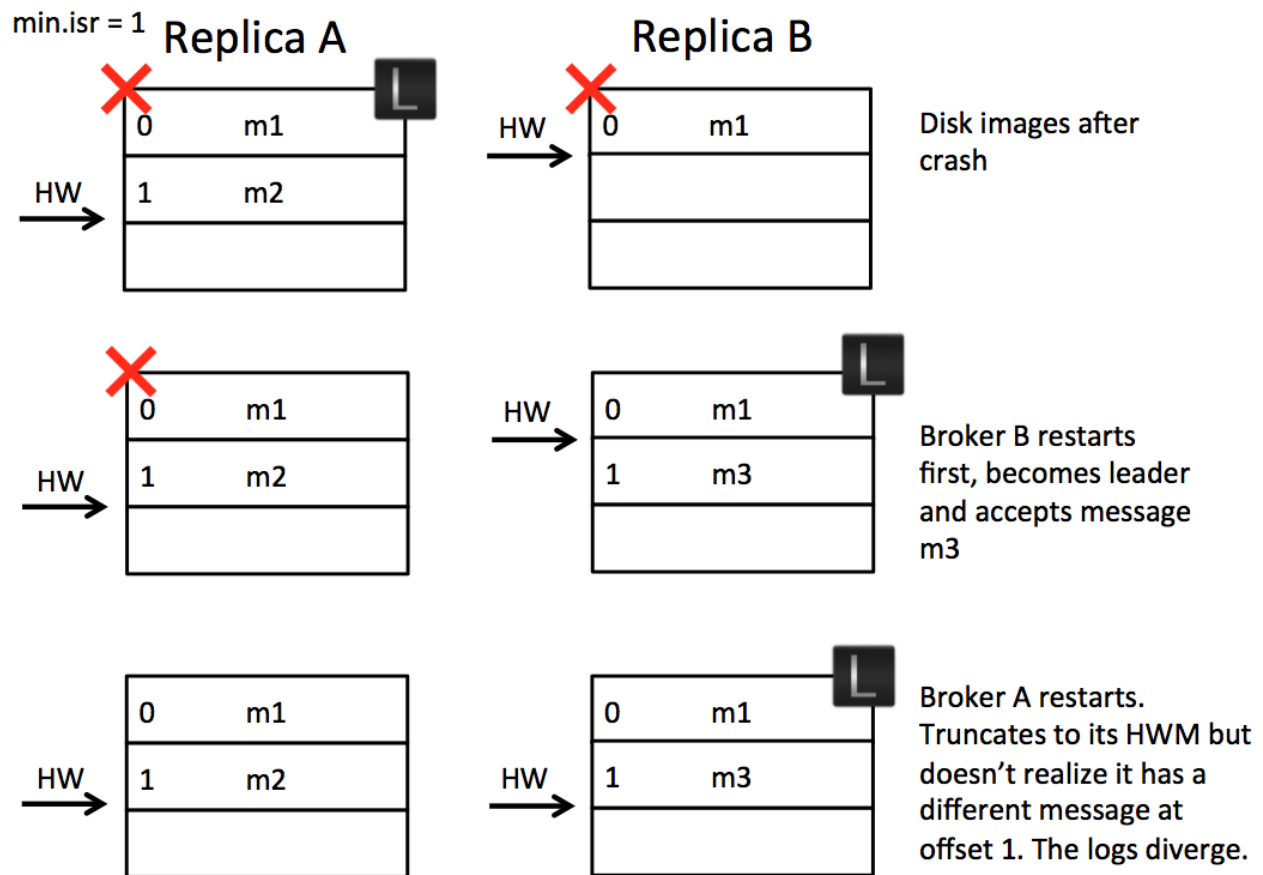 min.isr = 1
Replica A
Replica B
L
0 m1
HW
1 m2
HW
0 m1
Disk images after
crash
L
0 m1
HW
1 m2
HW
0 m1
1 m3
Broker B restarts
first, becomes leader
and accepts message
m3
L
0 m1
HW
1 m2
0 m1
HW
1 m3
Broker A restarts.
Truncates to its HWM but
doesn’t realize it has a
different message at
offset 1. The logs diverge.